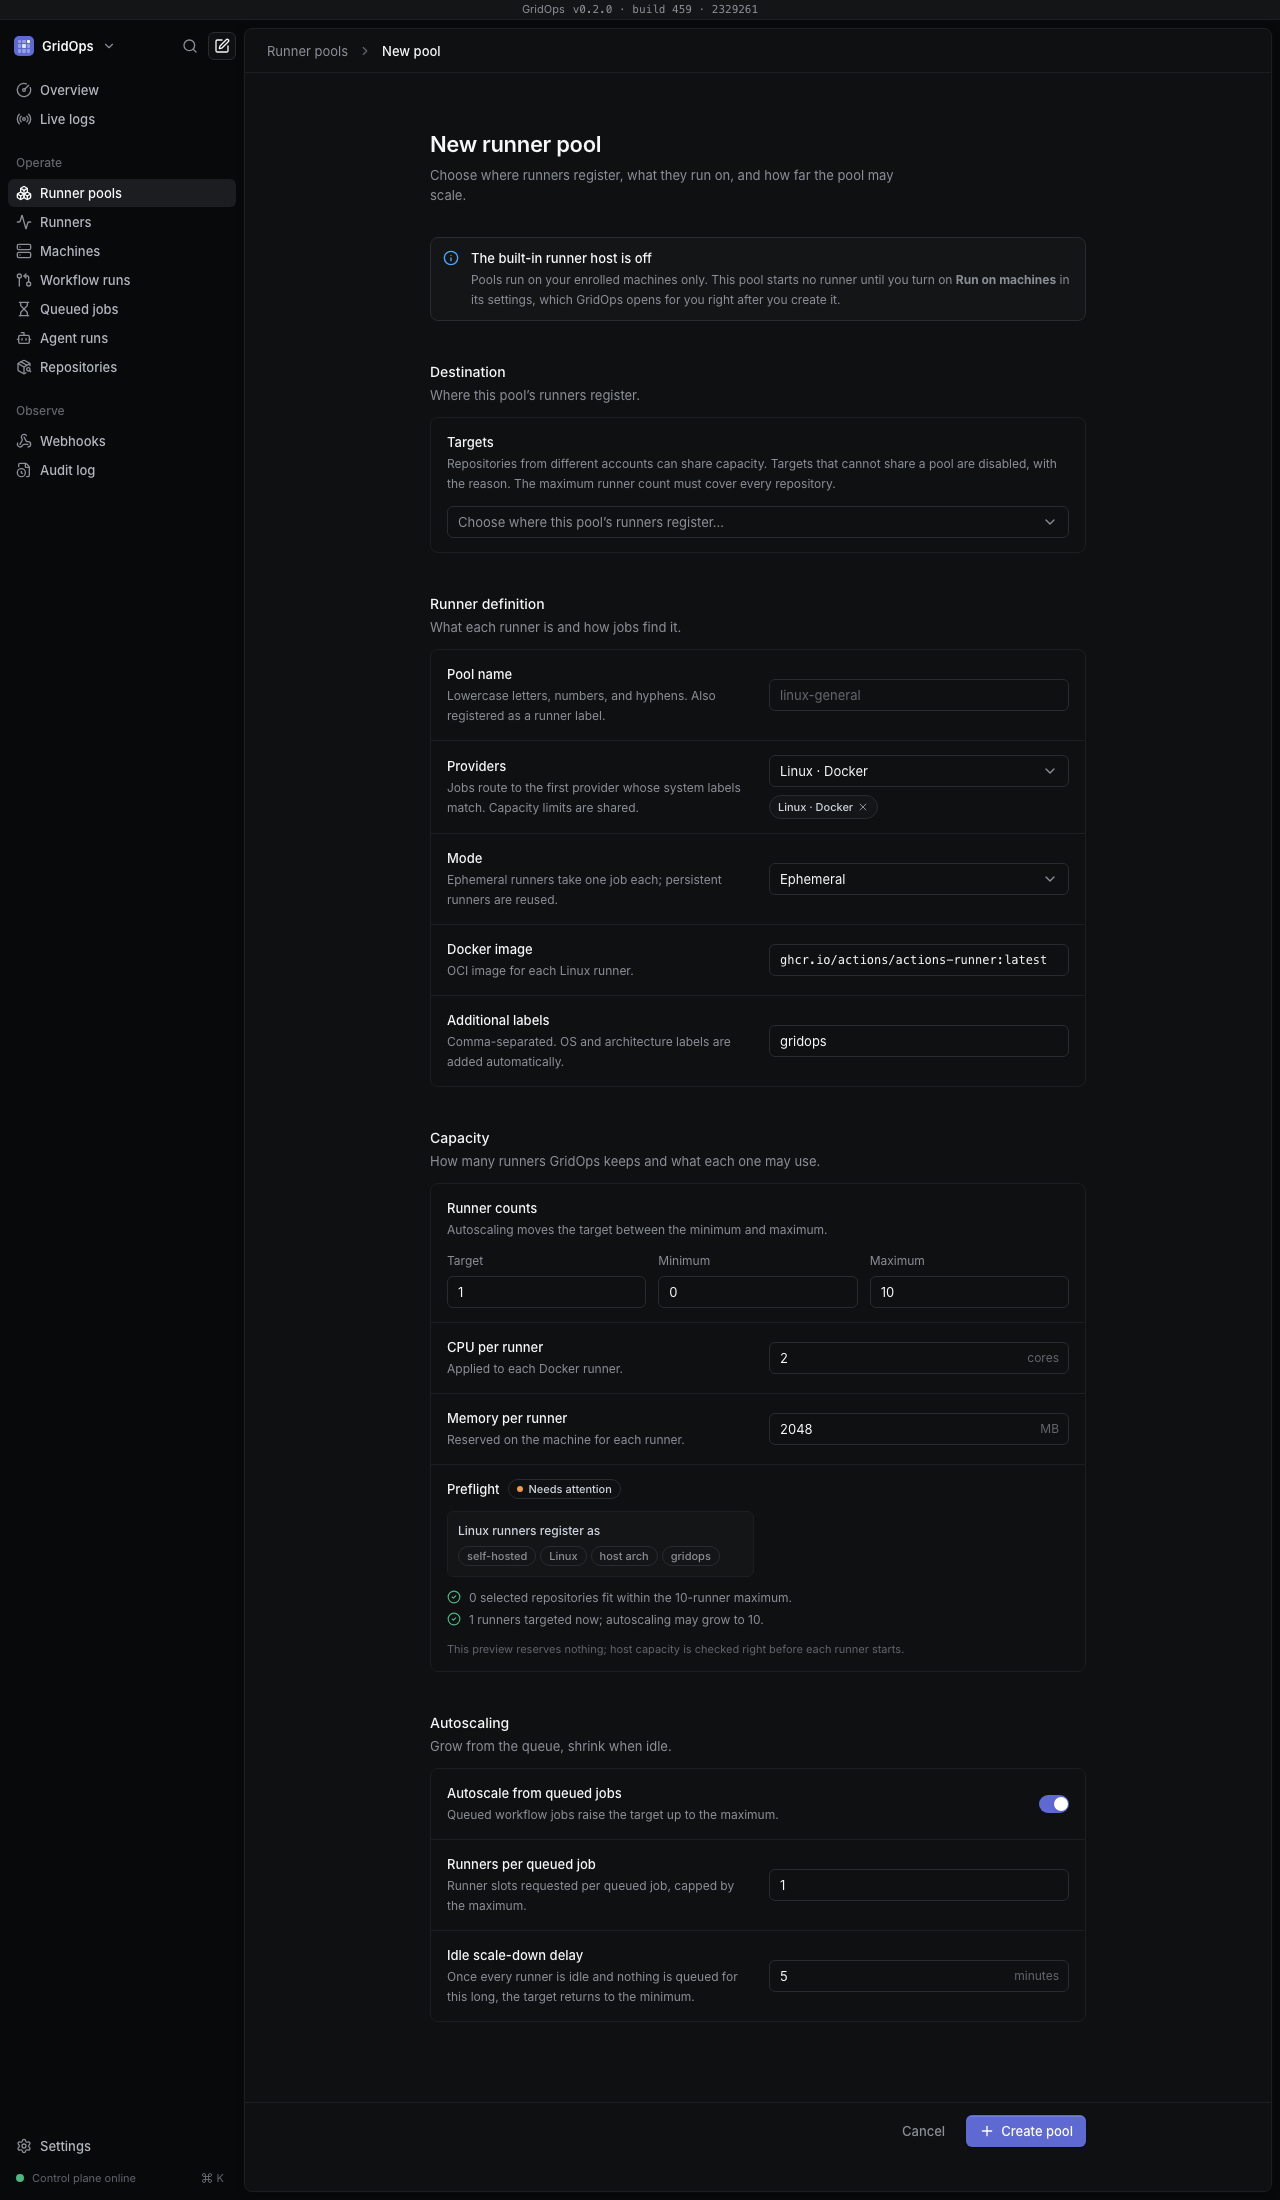 GridOps v0.2.0 · build 459 · 2329261
GridOps
Overview
Live logs
Operate
Runner pools
Runners
Machines
Workflow runs
Queued jobs
Agent runs
Repositories
Observe
Webhooks
Audit log
Settings
Control plane online ⌘ K
Runner pools > New pool
New runner pool
Choose where runners register, what they run on, and how far the pool may
scale.
The built-in runner host is off
Pools run on your enrolled machines only. This pool starts no runner until you turn on Run on machines in
its settings, which GridOps opens for you right after you create it.
Destination
Where this pool’s runners register.
Targets
Repositories from different accounts can share capacity. Targets that cannot share a pool are disabled, with
the reason. The maximum runner count must cover every repository.
Choose where this pool’s runners register…
Runner definition
What each runner is and how jobs find it.
Pool name
Lowercase letters, numbers, and hyphens. Also
registered as a runner label.
linux-general
Providers
Jobs route to the first provider whose system labels
match. Capacity limits are shared.
Linux · Docker
Linux · Docker
Mode
Ephemeral runners take one job each; persistent
runners are reused.
Ephemeral
Docker image
OCI image for each Linux runner.
ghcr.io/actions/actions-runner:latest
Additional labels
Comma-separated. OS and architecture labels are
added automatically.
gridops
Capacity
How many runners GridOps keeps and what each one may use.
Runner counts
Autoscaling moves the target between the minimum and maximum.
Target Minimum Maximum
1 0 10
CPU per runner
Applied to each Docker runner.
2 cores
Memory per runner
Reserved on the machine for each runner.
2048 MB
Preflight Needs attention
Linux runners register as
self-hosted Linux host arch gridops
0 selected repositories fit within the 10-runner maximum.
1 runners targeted now; autoscaling may grow to 10.
This preview reserves nothing; host capacity is checked right before each runner starts.
Autoscaling
Grow from the queue, shrink when idle.
Autoscale from queued jobs
Queued workflow jobs raise the target up to the maximum.
Runners per queued job
Runner slots requested per queued job, capped by
the maximum.
1
Idle scale-down delay
Once every runner is idle and nothing is queued for
this long, the target returns to the minimum.
5 minutes
Cancel Create pool